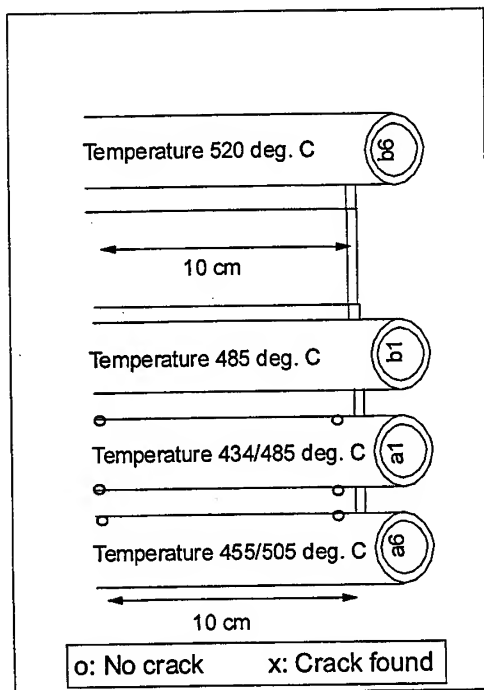 Temperature 520 deg. C b6
10 cm
Temperature 485 deg. C b1
Temperature 434/485 deg. C a1
Temperature 455/505 deg. C a6
10 cm
o: No crack x: Crack found